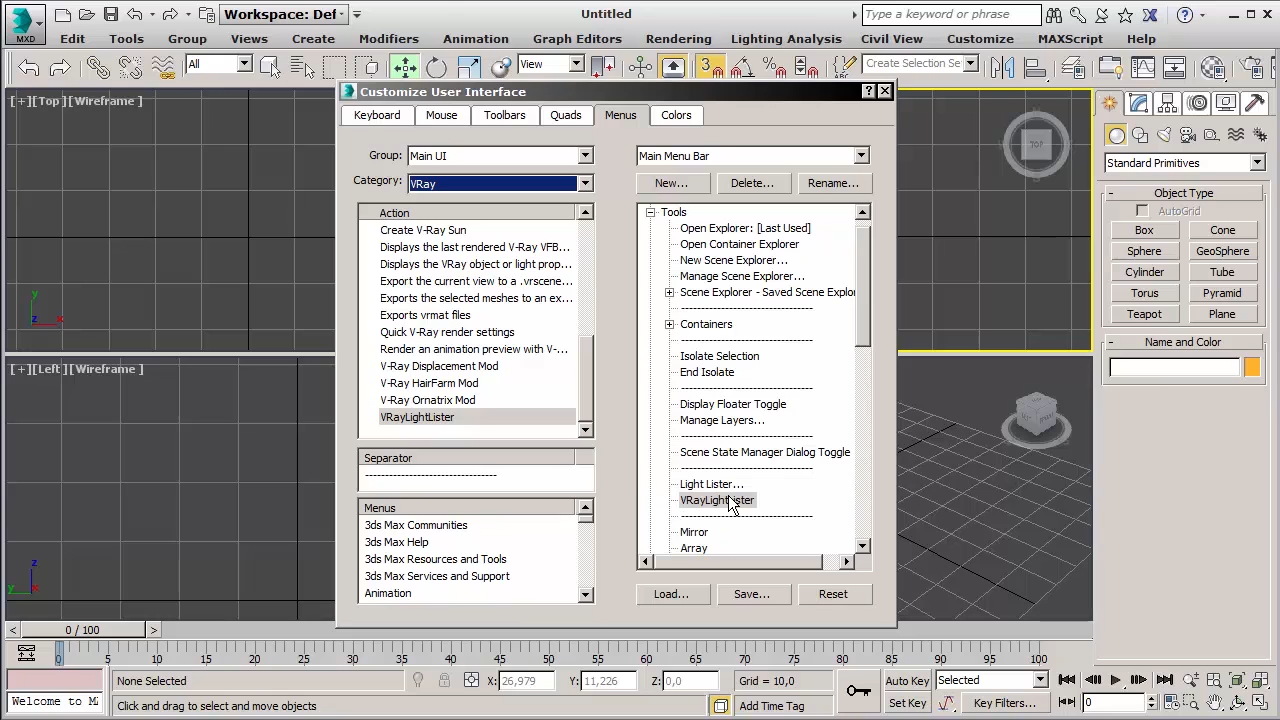 MXD
Workspace: Def
Untitled
Type a keyword or phrase
Edit Tools Group Views Create Modifiers Animation Graph Editors Rendering Lighting Analysis Civil View Customize MAXScript Help
All
View
3
Create Selection Se
[+][Top][Wireframe]
TOP
[+][Left][Wireframe]
Customize User Interface
Keyboard Mouse Toolbars Quads Menus Colors
Group: Main UI
Category: VRay
Action
Create V-Ray Sun
Displays the last rendered V-Ray VFB...
Displays the VRay object or light prop...
Export the current view to a .vrscene...
Exports the selected meshes to an ex...
Exports vrmat files
Quick V-Ray render settings
Render an animation preview with V-...
V-Ray Displacement Mod
V-Ray HairFarm Mod
V-Ray Ornatrix Mod
VRayLightLister
Separator
---------------------------------
Menus
3ds Max Communities
3ds Max Help
3ds Max Resources and Tools
3ds Max Services and Support
Animation
Main Menu Bar
New... Delete... Rename...
Tools
Open Explorer: [Last Used]
Open Container Explorer
New Scene Explorer...
Manage Scene Explorer...
Scene Explorer - Saved Scene Explor
---------------------------------
Containers
---------------------------------
Isolate Selection
End Isolate
---------------------------------
Display Floater Toggle
Manage Layers...
---------------------------------
Scene State Manager Dialog Toggle
---------------------------------
Light Lister...
VRayLightLister
---------------------------------
Mirror
Array
Load... Save... Reset
Standard Primitives
Object Type
AutoGrid
Box Cone
Sphere GeoSphere
Cylinder Tube
Torus Pyramid
Teapot Plane
Name and Color
y
z x
z
y x
< 0 / 100 >
0 5 10 15 20 25 30 35 40 45 50 55 60 65 70 75 80 85 90 95 100
None Selected X: 26,979 Y: 11,226 Z: 0,0 Grid = 10,0 Auto Key Selected
Welcome to M Click and drag to select and move objects Add Time Tag Set Key Key Filters... 0